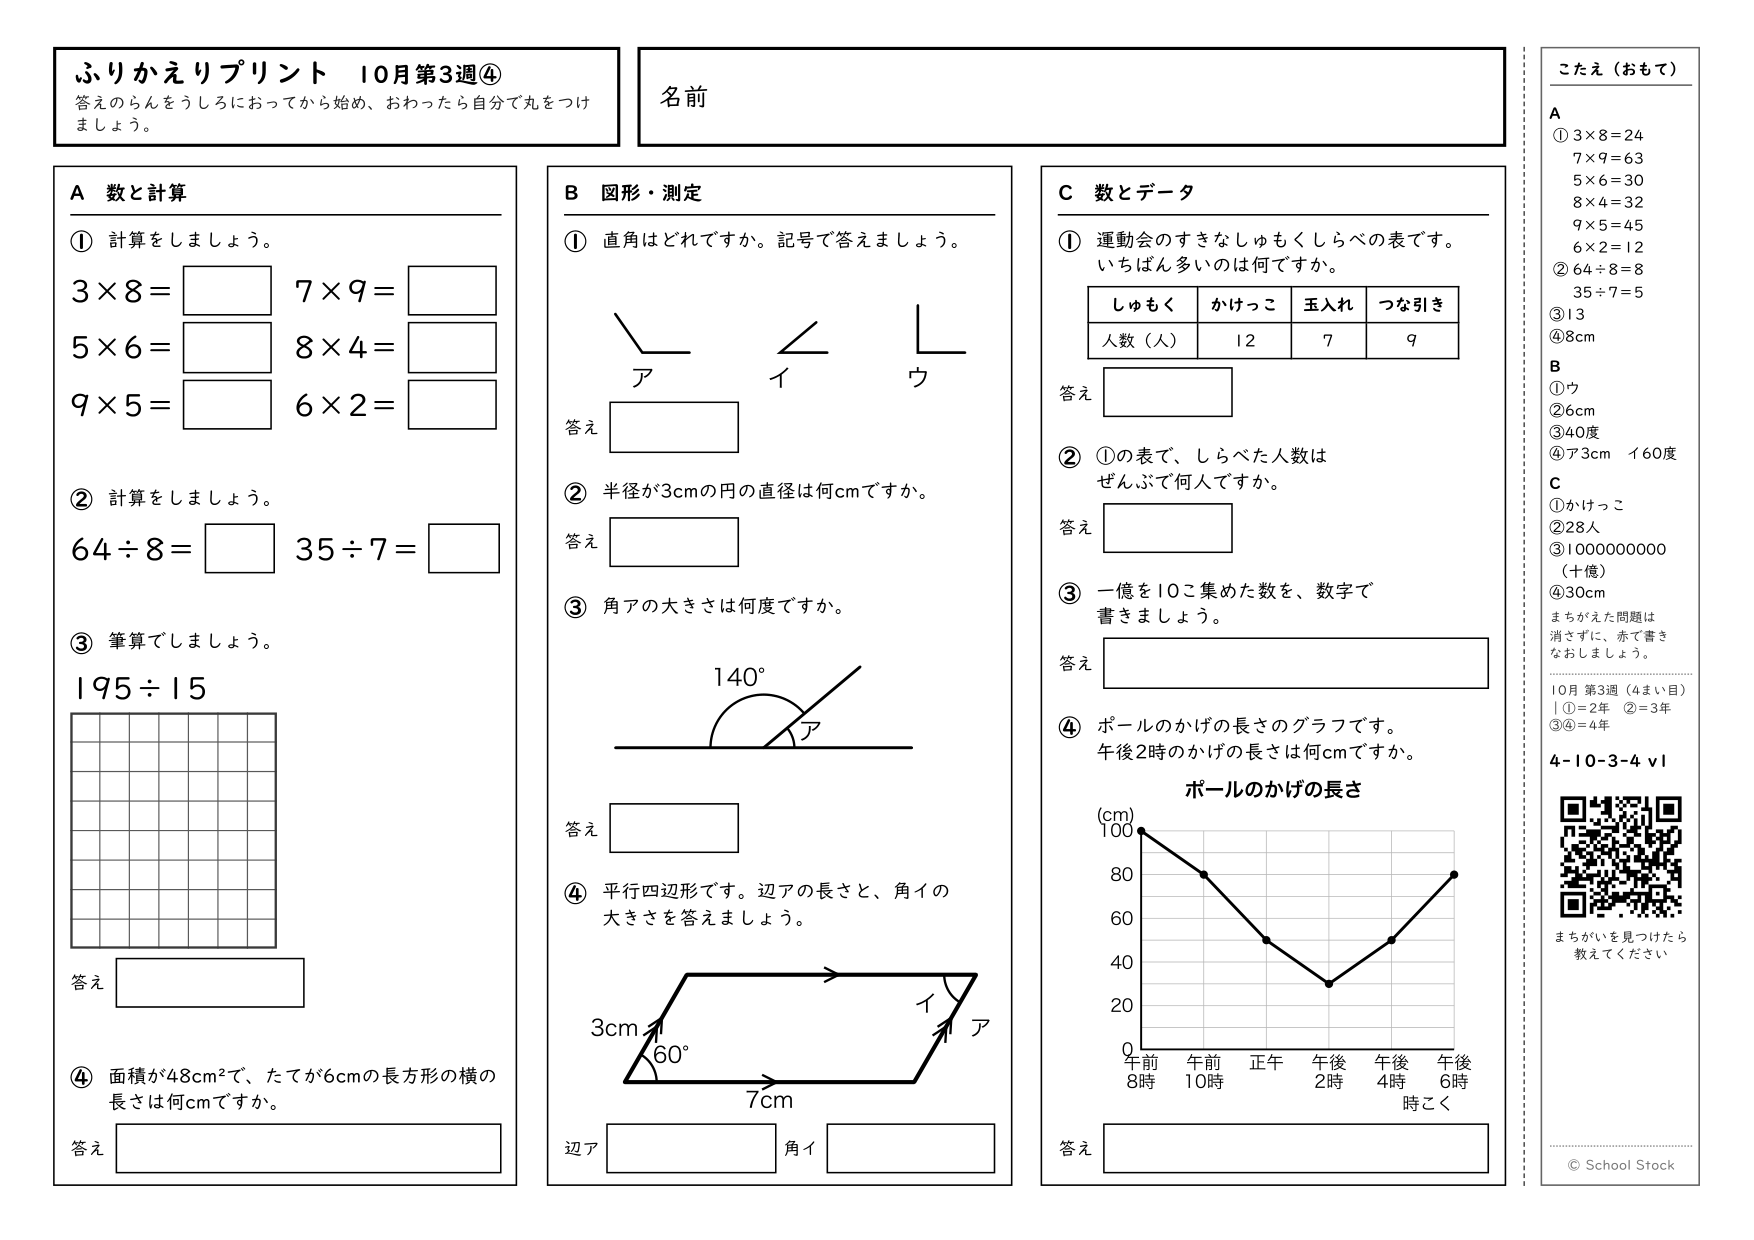 ふりかえりプリント　10月第3週④
答えのらんをうしろにおってから始め、おわったら自分で丸をつけ
ましょう。
名前
A　数と計算
① 計算をしましょう。
3×8＝　7×9＝
5×6＝　8×4＝
9×5＝　6×2＝
② 計算をしましょう。
64÷8＝　35÷7＝
③ 筆算でしましょう。
195÷15
答え
④ 面積が48cm²で、たてが6cmの長方形の横の
長さは何cmですか。
答え
B　図形・測定
① 直角はどれですか。記号で答えましょう。
ア　イ　ウ
答え
② 半径が3cmの円の直径は何cmですか。
答え
③ 角アの大きさは何度ですか。
140°
ア
答え
④ 平行四辺形です。辺アの長さと、角イの
大きさを答えましょう。
イ
3cm　ア
60°
7cm
辺ア　角イ
C　数とデータ
① 運動会のすきなしゅもくしらべの表です。
いちばん多いのは何ですか。
しゅもく　かけっこ　玉入れ　つな引き
人数（人）　12　7　9
答え
② ①の表で、しらべた人数は
ぜんぶで何人ですか。
答え
③ 一億を10こ集めた数を、数字で
書きましょう。
答え
④ ポールのかげの長さのグラフです。
午後2時のかげの長さは何cmですか。
ポールのかげの長さ
(cm)
100
80
60
40
20
0
午前　午前　正午　午後　午後　午後
8時　10時　2時　4時　6時
時こく
答え
こたえ（おもて）
A
① 3×8＝24
7×9＝63
5×6＝30
8×4＝32
9×5＝45
6×2＝12
② 64÷8＝8
35÷7＝5
③13
④8cm
B
①ウ
②6cm
③40度
④ア3cm　イ60度
C
①かけっこ
②28人
③1000000000
（十億）
④30cm
まちがえた問題は
消さずに、赤で書き
なおしましょう。
10月 第3週（4まい目）
｜①＝2年　②＝3年
③④＝4年
4-10-3-4 v1
まちがいを見つけたら
教えてください
© School Stock